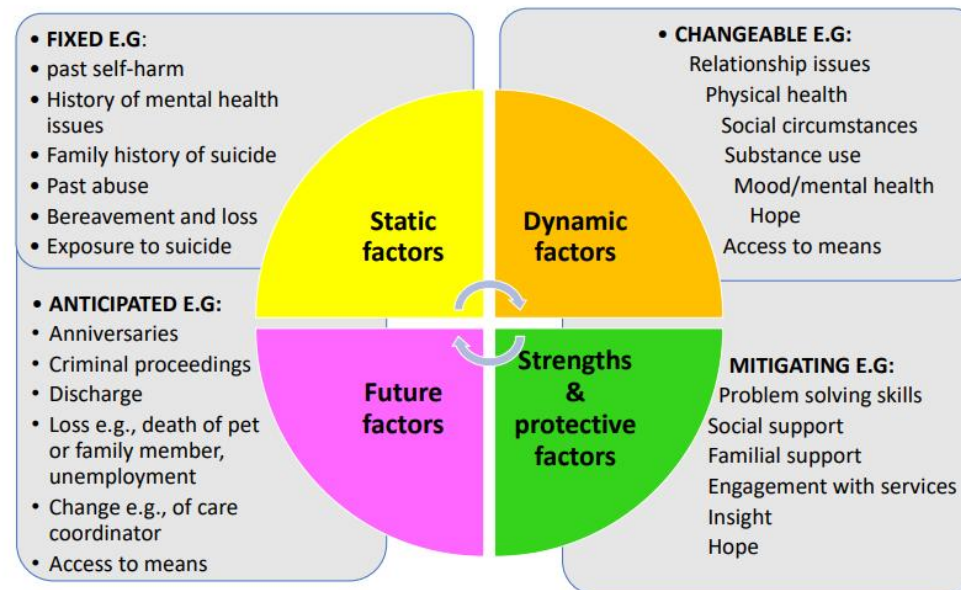 • FIXED E.G:
• past self-harm
• History of mental health
issues
• Family history of suicide
• Past abuse
• Bereavement and loss
• Exposure to suicide
• CHANGEABLE E.G:
Relationship issues
Physical health
Social circumstances
Substance use
Mood/mental health
Hope
Access to means
Static
factors
Dynamic
factors
• ANTICIPATED E.G:
• Anniversaries
• Criminal proceedings
• Discharge
• Loss e.g., death of pet
or family member,
unemployment
• Change e.g., of care
coordinator
• Access to means
Future
factors
Strengths
&
protective
factors
MITIGATING E.G:
Problem solving skills
Social support
Familial support
Engagement with services
Insight
Hope